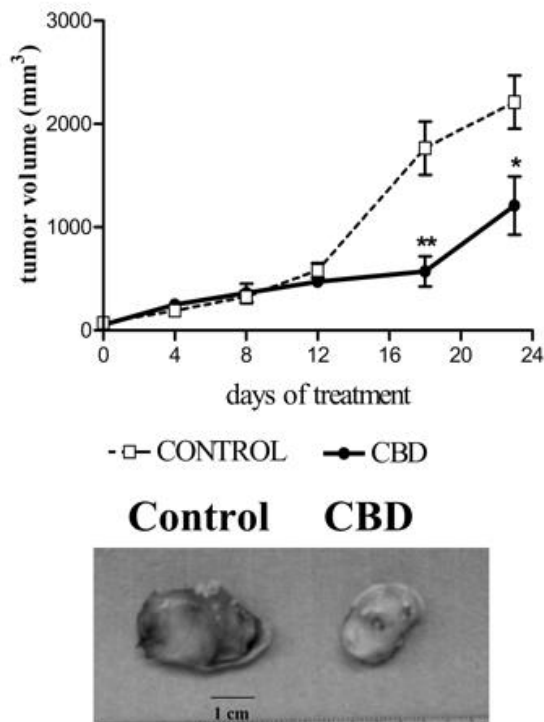 3000
2000
1000
0
tumor volume (mm³)
**
*
0 4 8 12 16 20 24
days of treatment
CONTROL CBD
Control CBD
1 cm